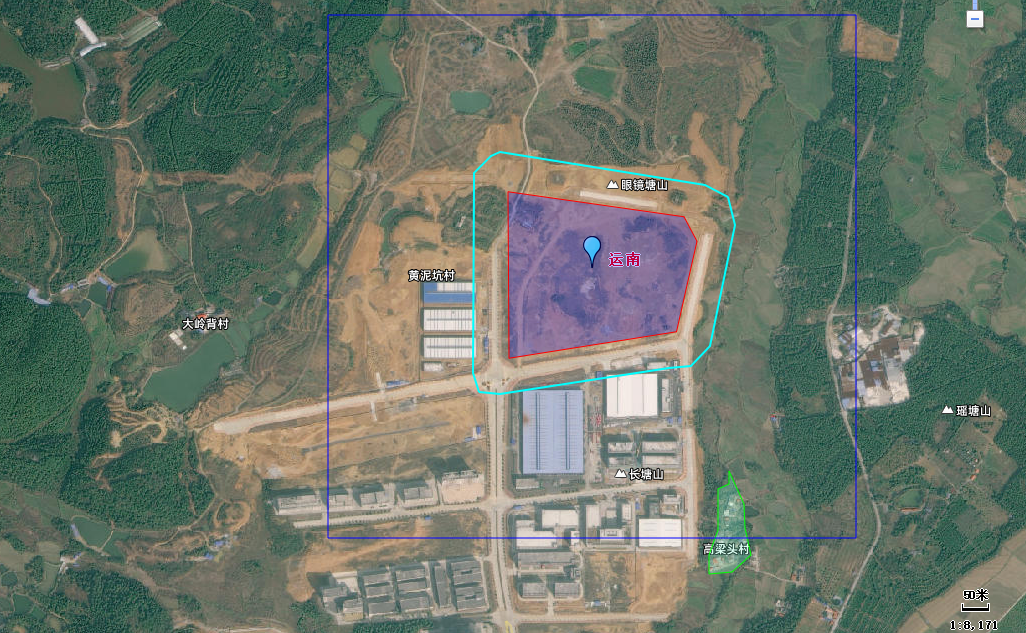 眼镜塘山
运南
黄泥坑村
大岭背村
瑶塘山
长塘山
高梁头村
50米
1:8,171